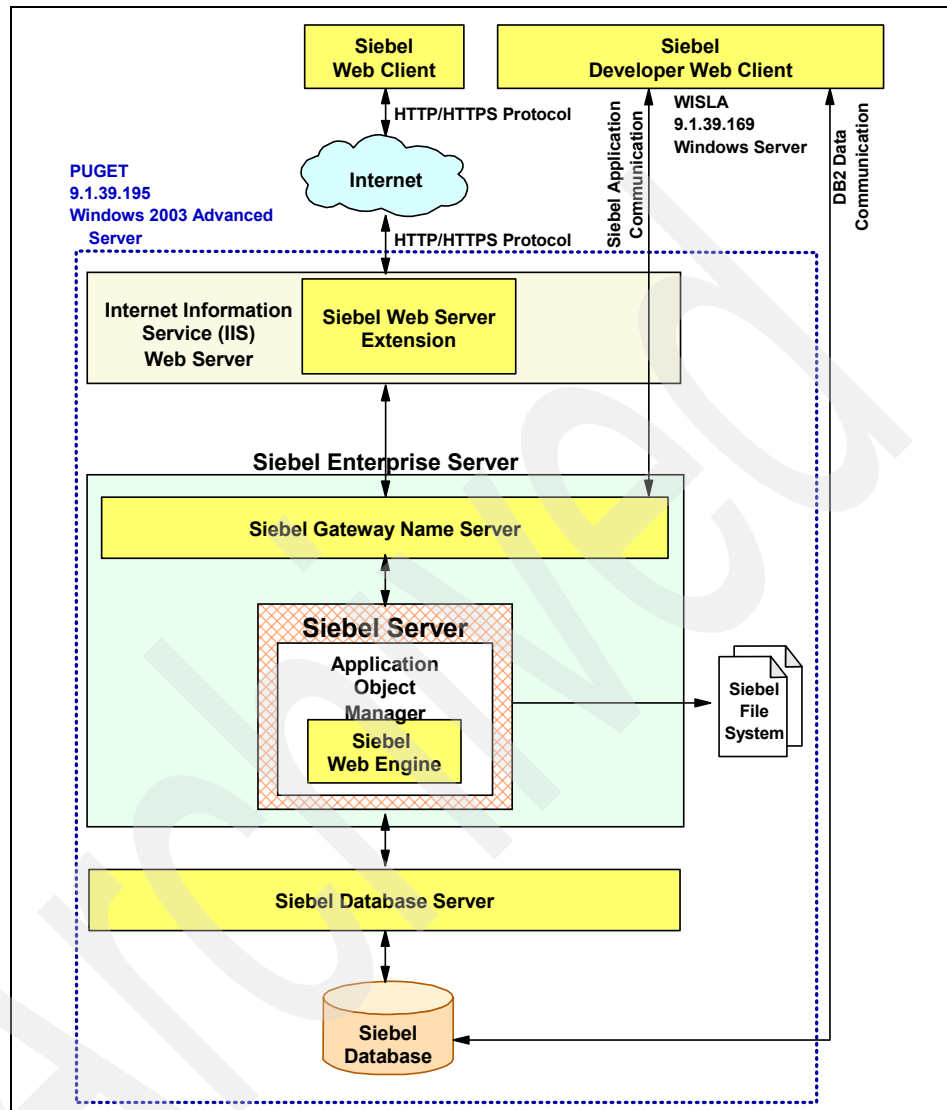 Siebel
Web Client
Siebel
Developer Web Client
HTTP/HTTPS Protocol
WISLA
9.1.39.169
Windows Server
Siebel Application
Communication
DB2 Data
Communication
Internet
PUGET
9.1.39.195
Windows 2003 Advanced
Server
HTTP/HTTPS Protocol
Internet Information
Service (IIS)
Web Server
Siebel Web Server
Extension
Siebel Enterprise Server
Siebel Gateway Name Server
Siebel Server
Application
Object
Manager
Siebel
Web Engine
Siebel
File
System
Siebel Database Server
Siebel
Database
Archived